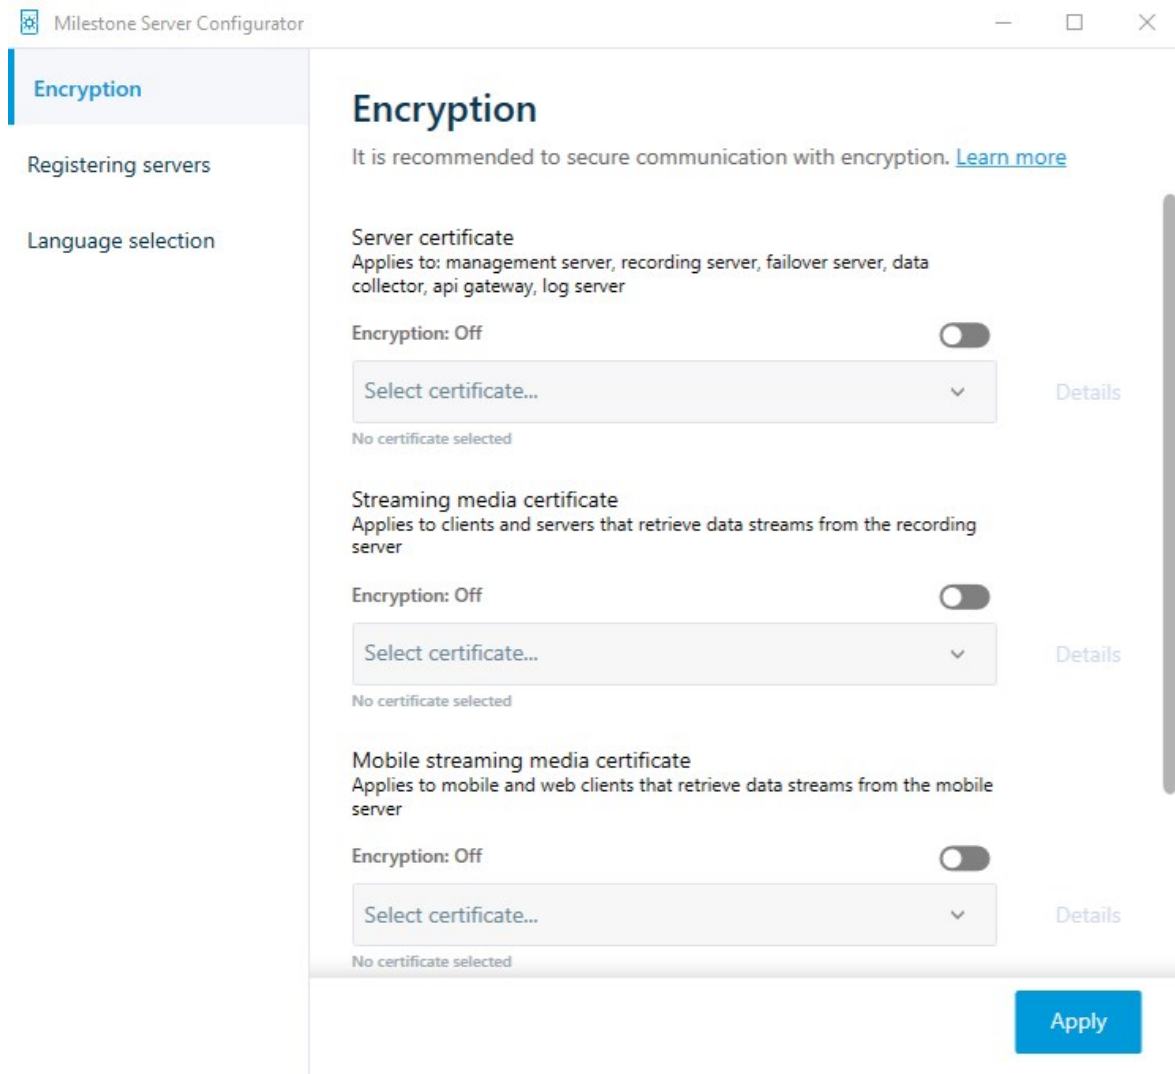 Milestone Server Configurator
Encryption
Registering servers
Language selection
Encryption
It is recommended to secure communication with encryption. Learn more
Server certificate
Applies to: management server, recording server, failover server, data
collector, api gateway, log server
Encryption: Off
Select certificate...
Details
No certificate selected
Streaming media certificate
Applies to clients and servers that retrieve data streams from the recording
server
Encryption: Off
Select certificate...
Details
No certificate selected
Mobile streaming media certificate
Applies to mobile and web clients that retrieve data streams from the mobile
server
Encryption: Off
Select certificate...
Details
No certificate selected
Apply